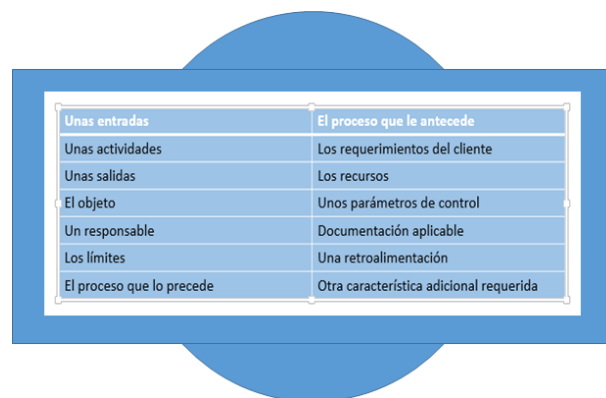 Unas entradas El proceso que le antecede
Unas actividades Los requerimientos del cliente
Unas salidas Los recursos
El objeto Unos parámetros de control
Un responsable Documentación aplicable
Los límites Una retroalimentación
El proceso que lo precede Otra característica adicional requerida